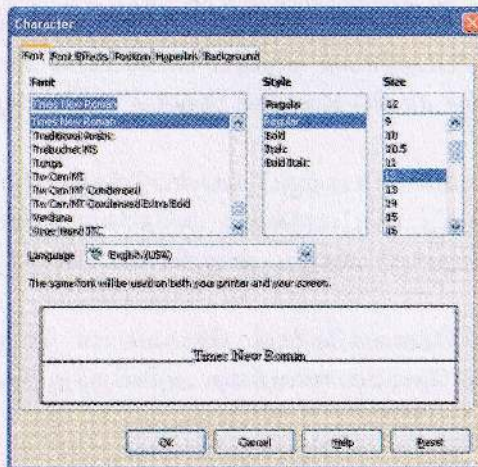 Character
Font Font Effects Position Hyperlink Background
Font Style Size
Times New Roman Regular 12
Times New Roman Regular 9
Traditional Arabic Bold 10
Trebuchet MS Italic 10.5
Tunga Bold Italic 11
Tw Cen MT
Tw Cen MT Condensed 13
Tw Cen MT Condensed Extra Bold 14
Verdana 15
Viner Hand ITC 16
Language English (USA)
The same font will be used on both your printer and your screen.
Times New Roman
OK Cancel Help Reset